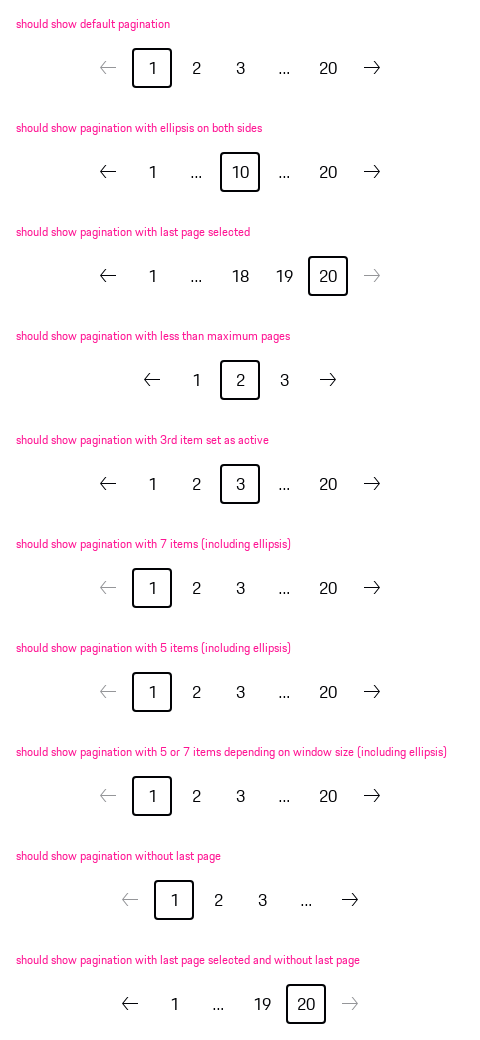 should show default pagination
← 1 2 3 ... 20 →
should show pagination with ellipsis on both sides
← 1 ... 10 ... 20 →
should show pagination with last page selected
← 1 ... 18 19 20 →
should show pagination with less than maximum pages
← 1 2 3 →
should show pagination with 3rd item set as active
← 1 2 3 ... 20 →
should show pagination with 7 items (including ellipsis)
← 1 2 3 ... 20 →
should show pagination with 5 items (including ellipsis)
← 1 2 3 ... 20 →
should show pagination with 5 or 7 items depending on window size (including ellipsis)
← 1 2 3 ... 20 →
should show pagination without last page
← 1 2 3 ... →
should show pagination with last page selected and without last page
← 1 ... 19 20 →